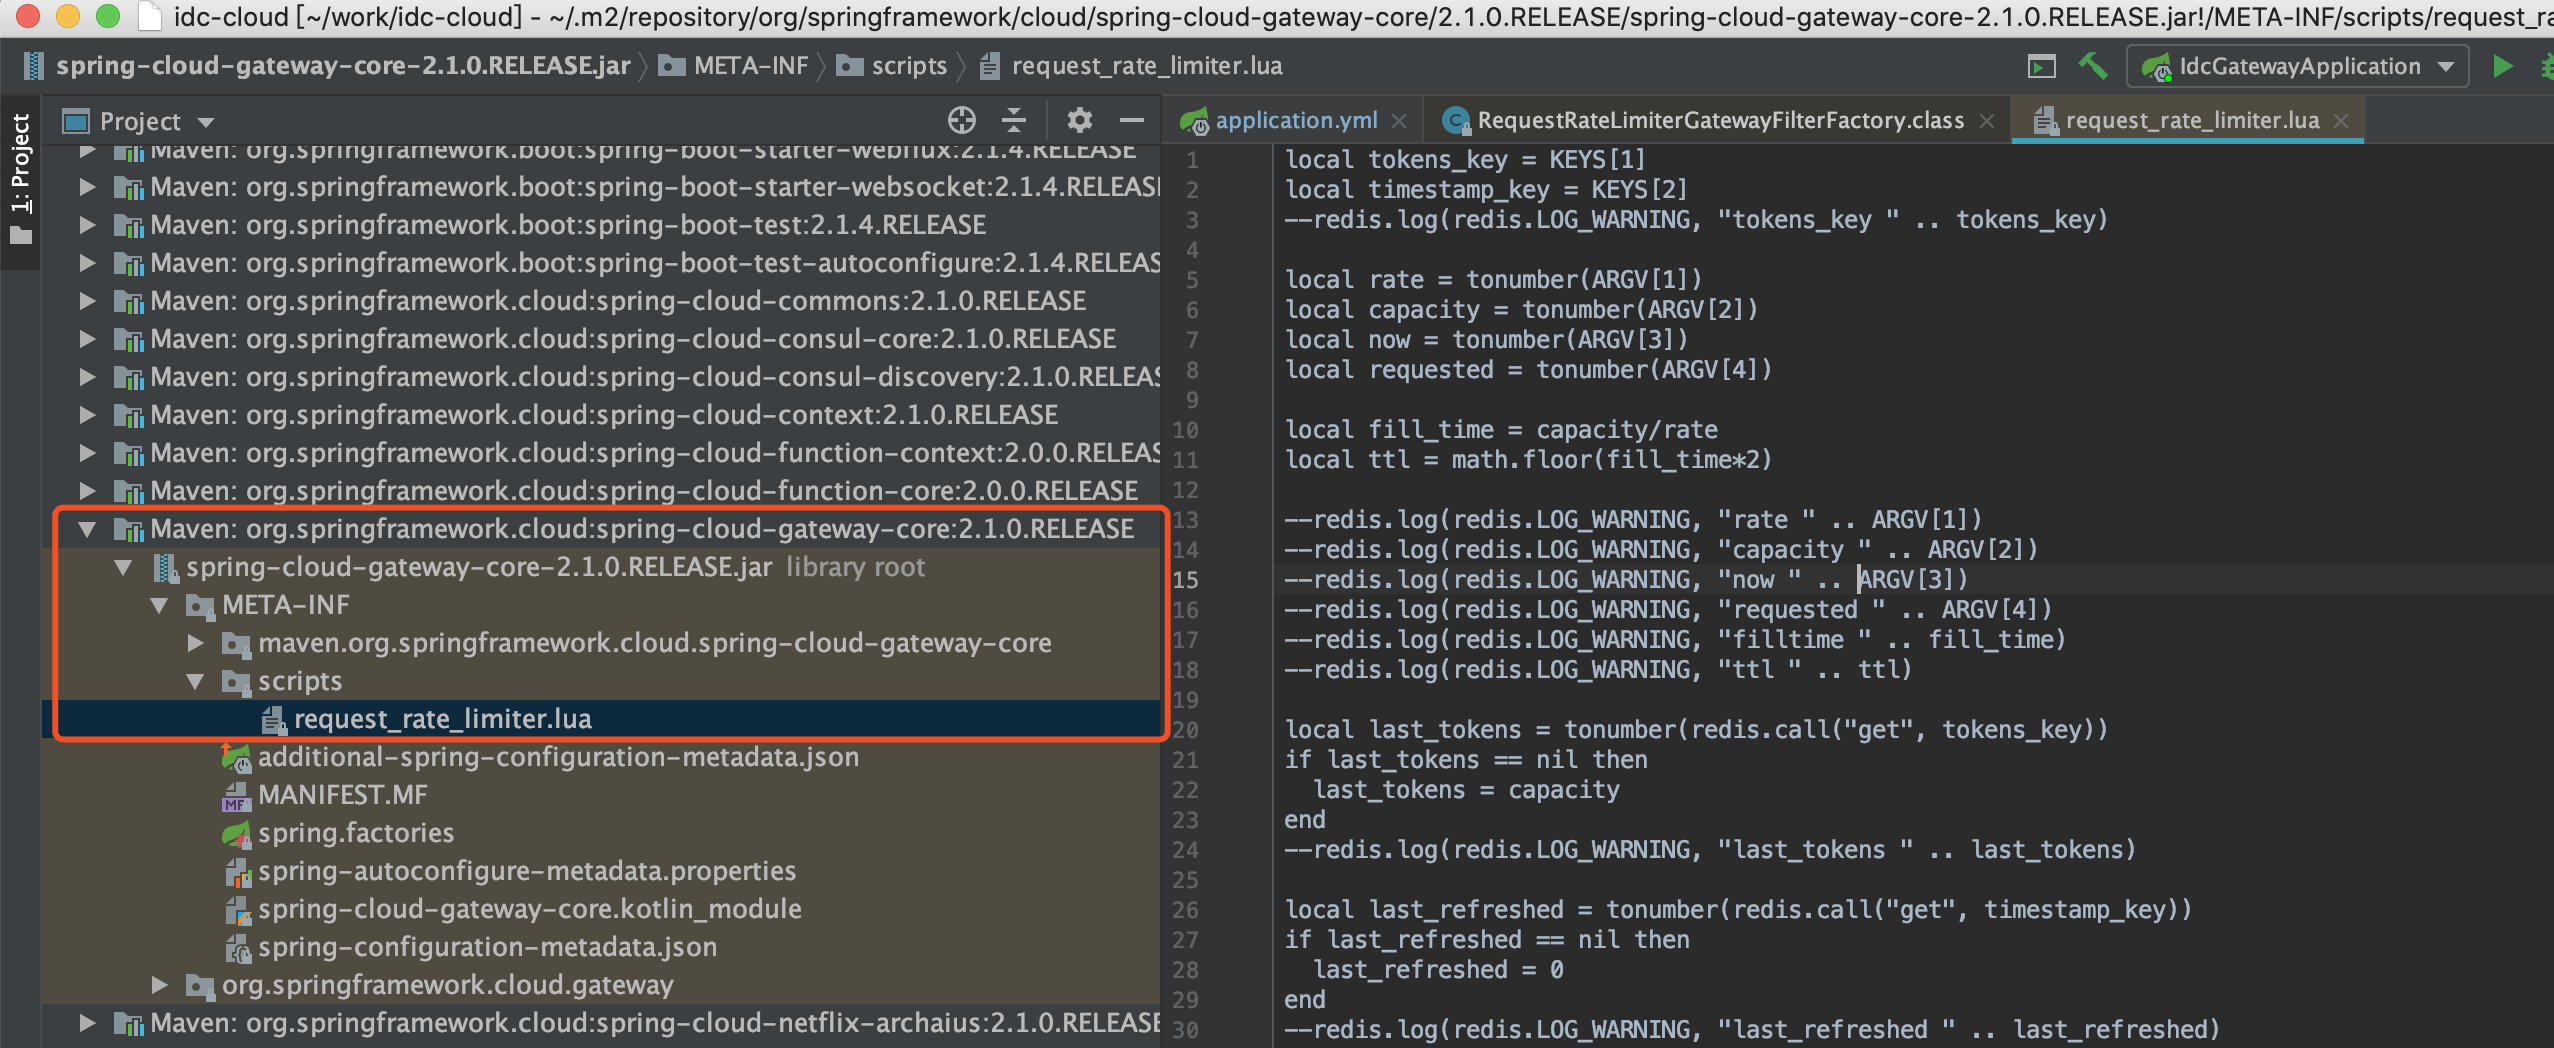 idc-cloud [~/work/idc-cloud] - ~/.m2/repository/org/springframework/cloud/spring-cloud-gateway-core/2.1.0.RELEASE/spring-cloud-gateway-core-2.1.0.RELEASE.jar!/META-INF/scripts/request_ra
spring-cloud-gateway-core-2.1.0.RELEASE.jar META-INF scripts request_rate_limiter.lua IdcGatewayApplication
1: Project
Project
Maven: org.springframework.boot:spring-boot-starter-webflux:2.1.4.RELEASE
Maven: org.springframework.boot:spring-boot-starter-websocket:2.1.4.RELEASE
Maven: org.springframework.boot:spring-boot-test:2.1.4.RELEASE
Maven: org.springframework.boot:spring-boot-test-autoconfigure:2.1.4.RELEAS
Maven: org.springframework.cloud:spring-cloud-commons:2.1.0.RELEASE
Maven: org.springframework.cloud:spring-cloud-consul-core:2.1.0.RELEASE
Maven: org.springframework.cloud:spring-cloud-consul-discovery:2.1.0.RELEAS
Maven: org.springframework.cloud:spring-cloud-context:2.1.0.RELEASE
Maven: org.springframework.cloud:spring-cloud-function-context:2.0.0.RELEAS
Maven: org.springframework.cloud:spring-cloud-function-core:2.0.0.RELEASE
Maven: org.springframework.cloud:spring-cloud-gateway-core:2.1.0.RELEASE
spring-cloud-gateway-core-2.1.0.RELEASE.jar library root
META-INF
maven.org.springframework.cloud.spring-cloud-gateway-core
scripts
request_rate_limiter.lua
additional-spring-configuration-metadata.json
MANIFEST.MF
spring.factories
spring-autoconfigure-metadata.properties
spring-cloud-gateway-core.kotlin_module
spring-configuration-metadata.json
org.springframework.cloud.gateway
Maven: org.springframework.cloud:spring-cloud-netflix-archaius:2.1.0.RELEASE
application.yml RequestRateLimiterGatewayFilterFactory.class request_rate_limiter.lua
1 local tokens_key = KEYS[1]
2 local timestamp_key = KEYS[2]
3 --redis.log(redis.LOG_WARNING, "tokens_key " .. tokens_key)
4
5 local rate = tonumber(ARGV[1])
6 local capacity = tonumber(ARGV[2])
7 local now = tonumber(ARGV[3])
8 local requested = tonumber(ARGV[4])
9
10 local fill_time = capacity/rate
11 local ttl = math.floor(fill_time*2)
12
13 --redis.log(redis.LOG_WARNING, "rate " .. ARGV[1])
14 --redis.log(redis.LOG_WARNING, "capacity " .. ARGV[2])
15 --redis.log(redis.LOG_WARNING, "now " .. ARGV[3])
16 --redis.log(redis.LOG_WARNING, "requested " .. ARGV[4])
17 --redis.log(redis.LOG_WARNING, "filltime " .. fill_time)
18 --redis.log(redis.LOG_WARNING, "ttl " .. ttl)
19
20 local last_tokens = tonumber(redis.call("get", tokens_key))
21 if last_tokens == nil then
22 last_tokens = capacity
23 end
24 --redis.log(redis.LOG_WARNING, "last_tokens " .. last_tokens)
25
26 local last_refreshed = tonumber(redis.call("get", timestamp_key))
27 if last_refreshed == nil then
28 last_refreshed = 0
29 end
30 --redis.log(redis.LOG_WARNING, "last_refreshed " .. last_refreshed)